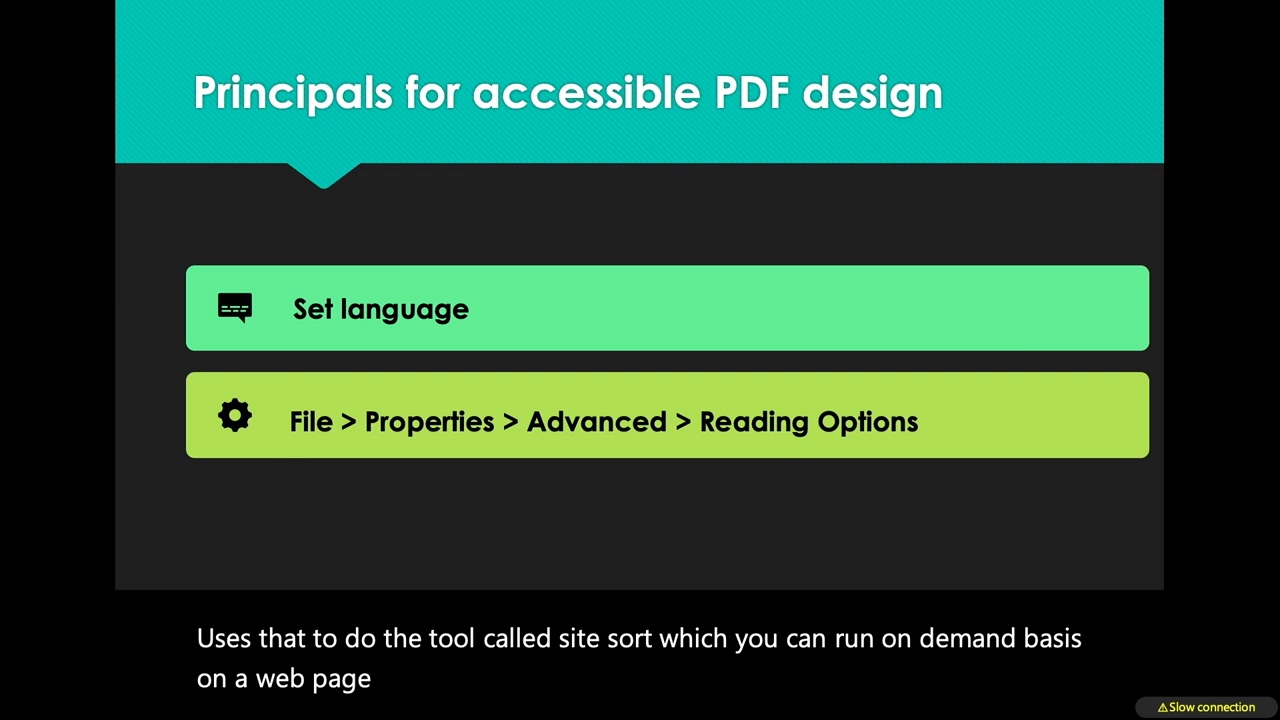 Principals for accessible PDF design
Set language
File > Properties > Advanced > Reading Options
Uses that to do the tool called site sort which you can run on demand basis
on a web page
⚠Slow connection